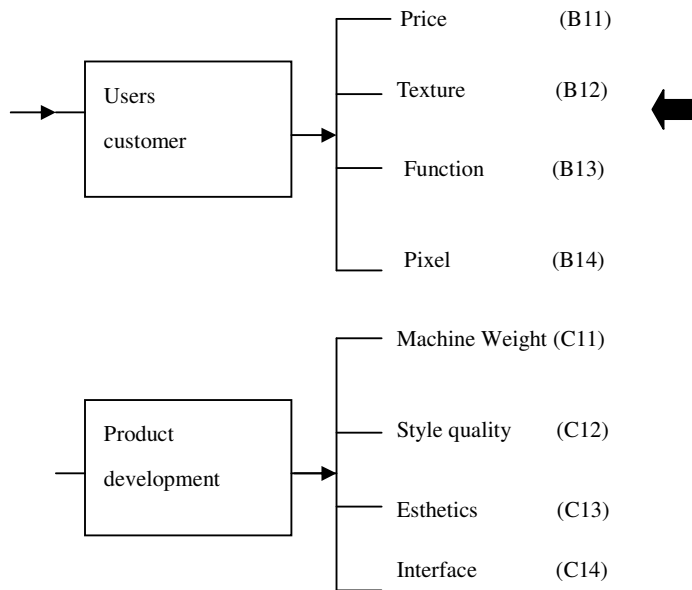 Users
customer
Price (B11)
Texture (B12)
Function (B13)
Pixel (B14)
Product
development
Machine Weight (C11)
Style quality (C12)
Esthetics (C13)
Interface (C14)